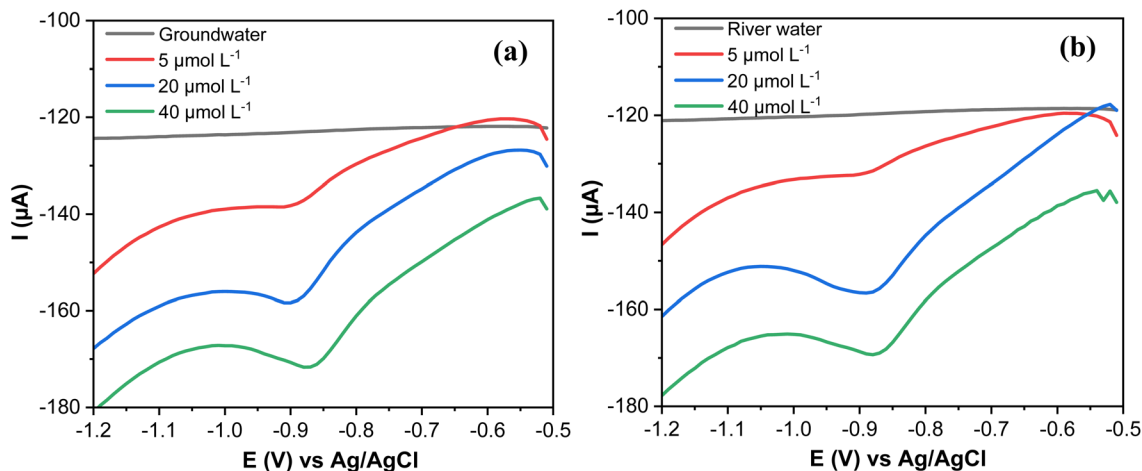 (a)
Groundwater
5 µmol L⁻¹
20 µmol L⁻¹
40 µmol L⁻¹
I (µA)
-100
-120
-140
-160
-180
-1.2 -1.1 -1.0 -0.9 -0.8 -0.7 -0.6 -0.5
E (V) vs Ag/AgCl
(b)
River water
5 µmol L⁻¹
20 µmol L⁻¹
40 µmol L⁻¹
I (µA)
-100
-120
-140
-160
-180
-1.2 -1.1 -1.0 -0.9 -0.8 -0.7 -0.6 -0.5
E (V) vs Ag/AgCl